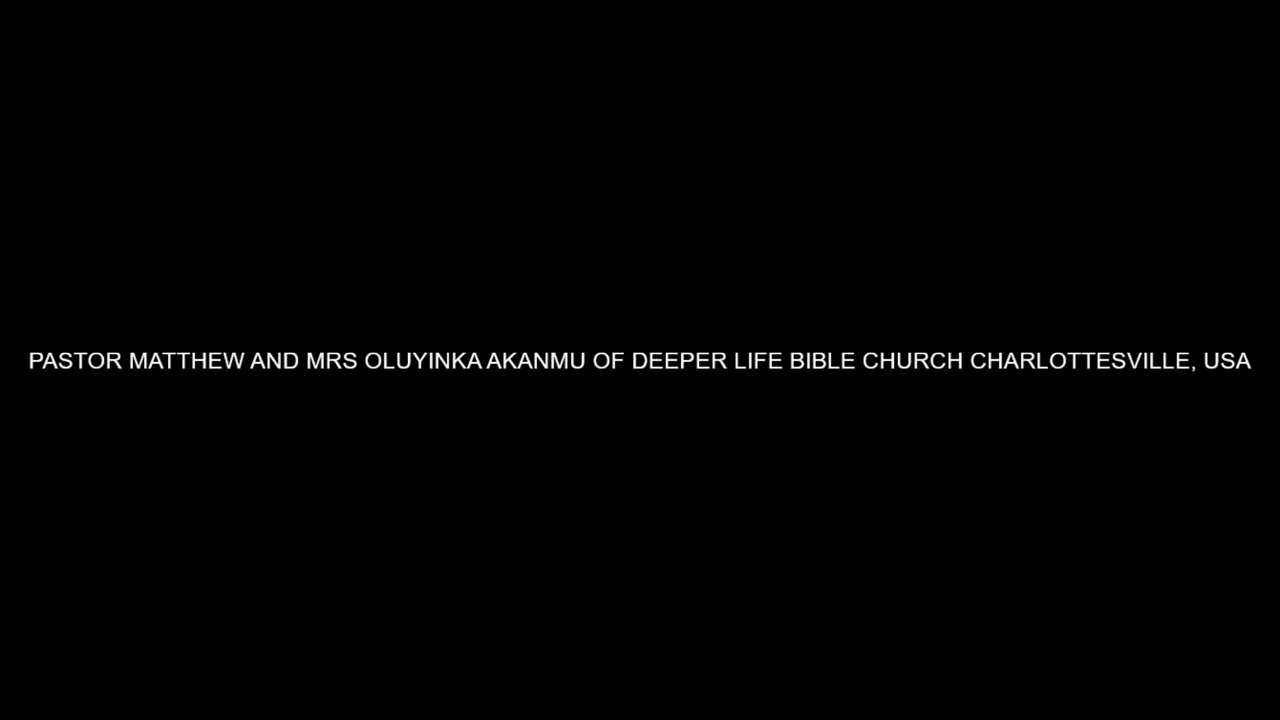 PASTOR MATTHEW AND MRS OLUYINKA AKANMU OF DEEPER LIFE BIBLE CHURCH CHARLOTTESVILLE, USA